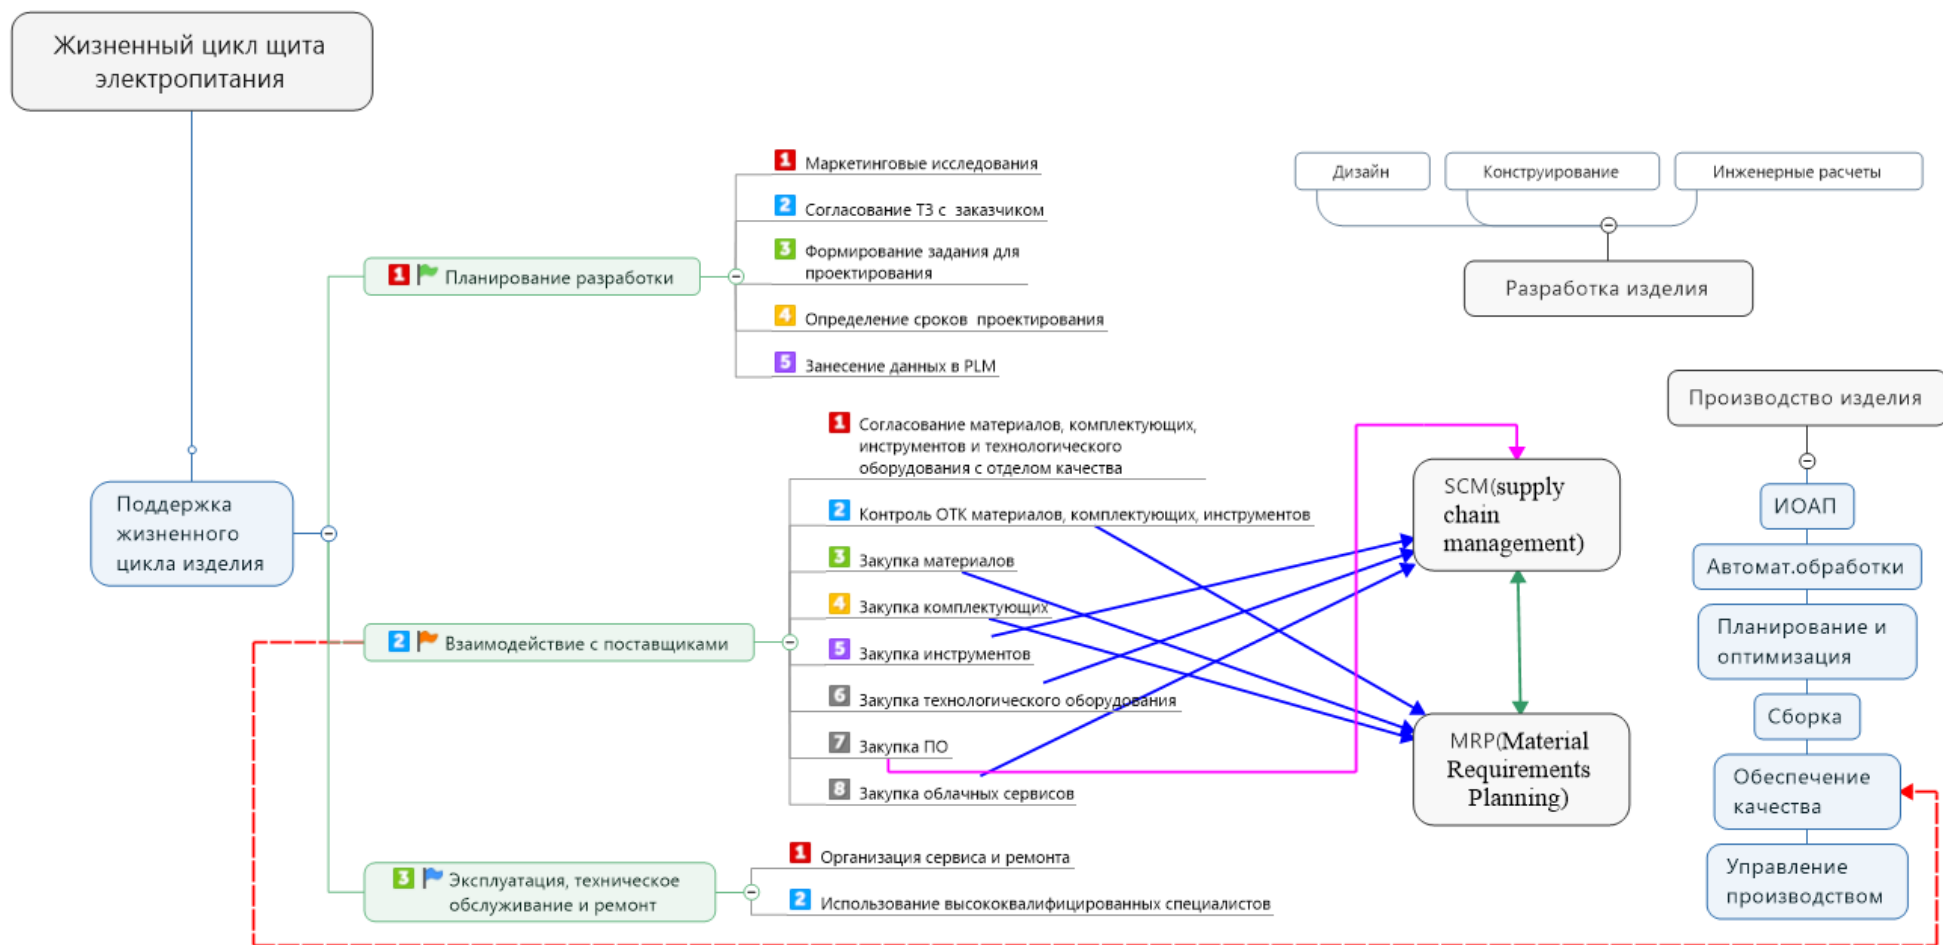 Жизненный цикл щита
электропитания
Поддержка
жизненного
цикла изделия
1 Планирование разработки
1 Маркетинговые исследования
2 Согласование ТЗ с заказчиком
3 Формирование задания для
проектирования
4 Определение сроков проектирования
5 Занесение данных в PLM
2 Взаимодействие с поставщиками
1 Согласование материалов, комплектующих,
инструментов и технологического
оборудования с отделом качества
2 Контроль ОТК материалов, комплектующих, инструментов
3 Закупка материалов
4 Закупка комплектующих
5 Закупка инструментов
6 Закупка технологического оборудования
7 Закупка ПО
8 Закупка облачных сервисов
3 Эксплуатация, техническое
обслуживание и ремонт
1 Организация сервиса и ремонта
2 Использование высококвалифицированных специалистов
Дизайн
Конструирование
Инженерные расчеты
Разработка изделия
SCM(supply
chain
management)
MRP(Material
Requirements
Planning)
Производство изделия
ИОАП
Автомат.обработки
Планирование и
оптимизация
Сборка
Обеспечение
качества
Управление
производством